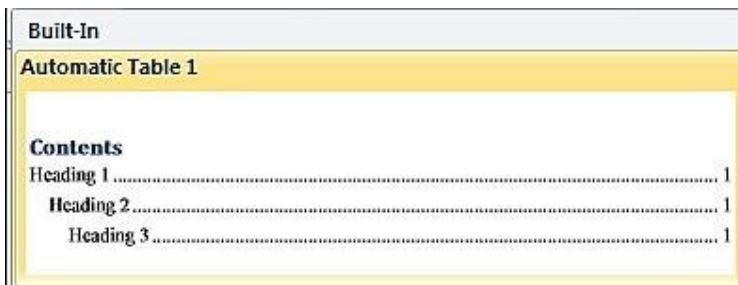 Built-In
Automatic Table 1
Contents
Heading 1 ........................................................................ 1
Heading 2 ........................................................................ 1
Heading 3 ........................................................................ 1